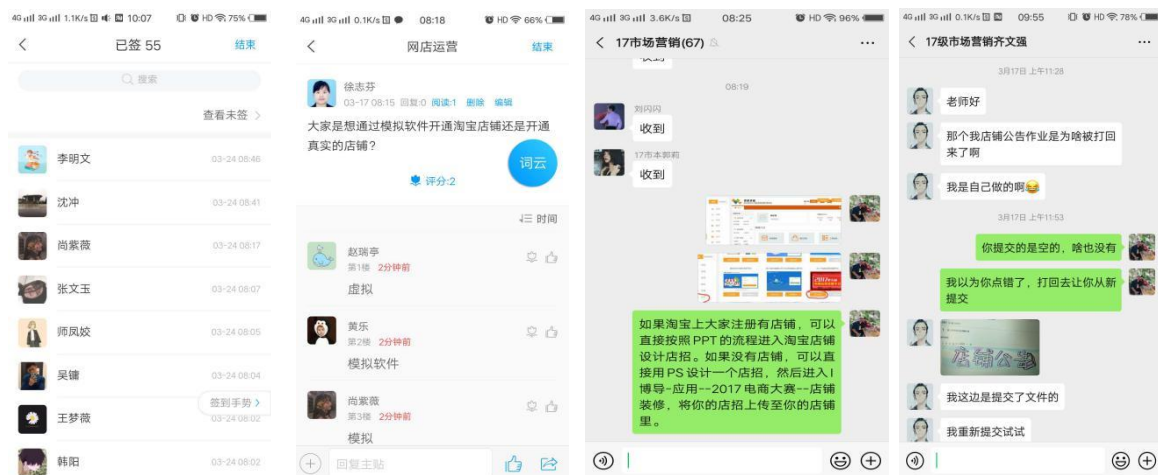 4G 3G 1.1K/s 10:07 HD 75%
已签 55
结束
搜索
查看未签 >
李明文 03-24 08:46
沈冲 03-24 08:41
尚紫薇 03-24 08:17
张文玉 03-24 08:07
师凤姣 03-24 08:05
吴镛 03-24 08:04
签到手势 >
王梦薇 03-24 08:02
韩阳 03-24 08:02
4G 3G 0.1K/s 08:18 HD 66%
网店运营
结束
徐志芬
03-17 08:15 回复:0 阅读:1 删除 编辑
大家是想通过模拟软件开通淘宝店铺还是开通
真实的店铺？
词云
评分:2
时间
赵瑞亭
第1楼 2分钟前
虚拟
黄乐
第2楼 2分钟前
模拟软件
尚紫薇
第3楼 2分钟前
模拟
回复主贴
4G 3G 3.6K/s 08:25 HD 96%
17市场营销(67)
08:19
刘闪闪
收到
17市本郭莉
收到
如果淘宝上大家注册有店铺，可以
直接按照PPT的流程进入淘宝店铺
设计店招。如果没有店铺，可以直
接用PS设计一个店招，然后进入I
博导-应用--2017电商大赛--店铺
装修，将你的店招上传至你的店铺
里。
4G 3G 0.1K/s 09:55 HD 78%
17级市场营销齐文强
3月17日 上午11:28
老师好
那个我店铺公告作业是为啥被打回
来了啊
我是自己做的啊
3月17日 上午11:53
你提交的是空的，啥也没有
我以为你点错了，打回去让你从新
提交
店铺公告
我这边是提交了文件的
我重新提交试试